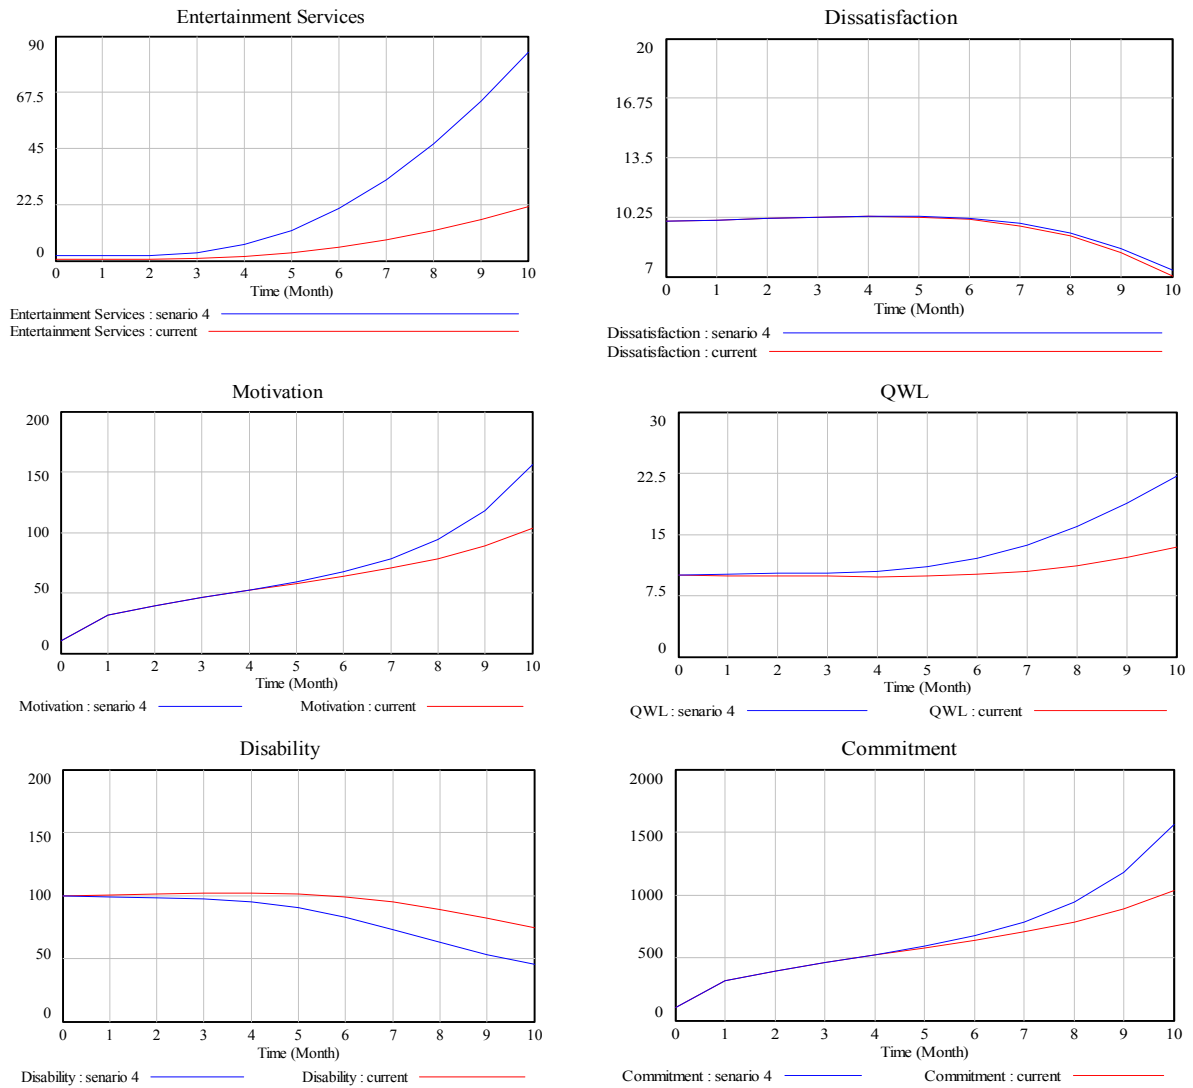 Entertainment Services
90
67.5
45
22.5
0
0 1 2 3 4 5 6 7 8 9 10
Time (Month)
Entertainment Services : senario 4
Entertainment Services : current
Dissatisfaction
20
16.75
13.5
10.25
7
0 1 2 3 4 5 6 7 8 9 10
Time (Month)
Dissatisfaction : senario 4
Dissatisfaction : current
Motivation
200
150
100
50
0
0 1 2 3 4 5 6 7 8 9 10
Time (Month)
Motivation : senario 4 Motivation : current
QWL
30
22.5
15
7.5
0
0 1 2 3 4 5 6 7 8 9 10
Time (Month)
QWL : senario 4 QWL : current
Disability
200
150
100
50
0
0 1 2 3 4 5 6 7 8 9 10
Time (Month)
Disability : senario 4 Disability : current
Commitment
2000
1500
1000
500
0
0 1 2 3 4 5 6 7 8 9 10
Time (Month)
Commitment : senario 4 Commitment : current